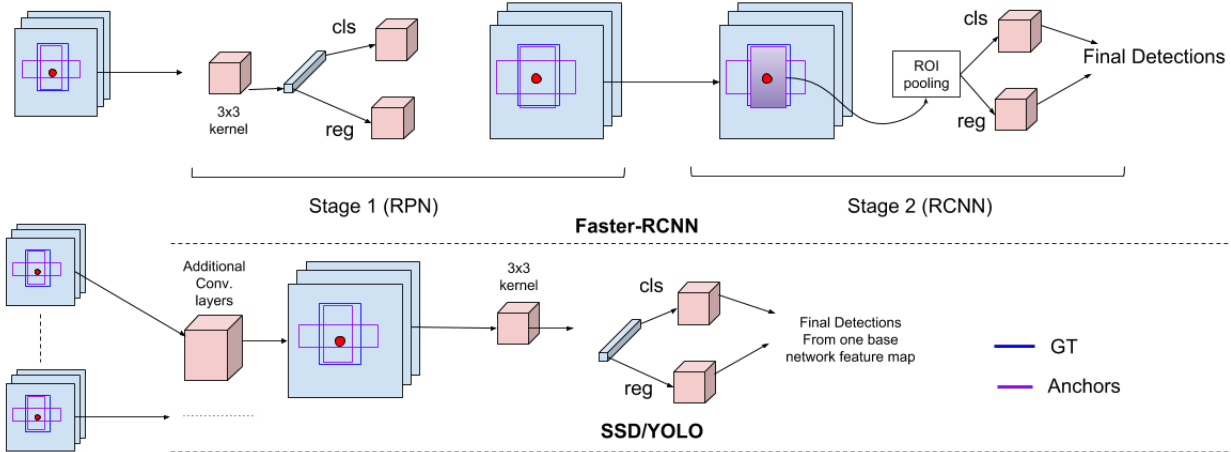 cls
3x3
kernel
reg
ROI
pooling
cls
reg
Final Detections
Stage 1 (RPN)
Stage 2 (RCNN)
Faster-RCNN
Additional
Conv.
layers
3x3
kernel
cls
reg
Final Detections
From one base
network feature map
GT
Anchors
SSD/YOLO